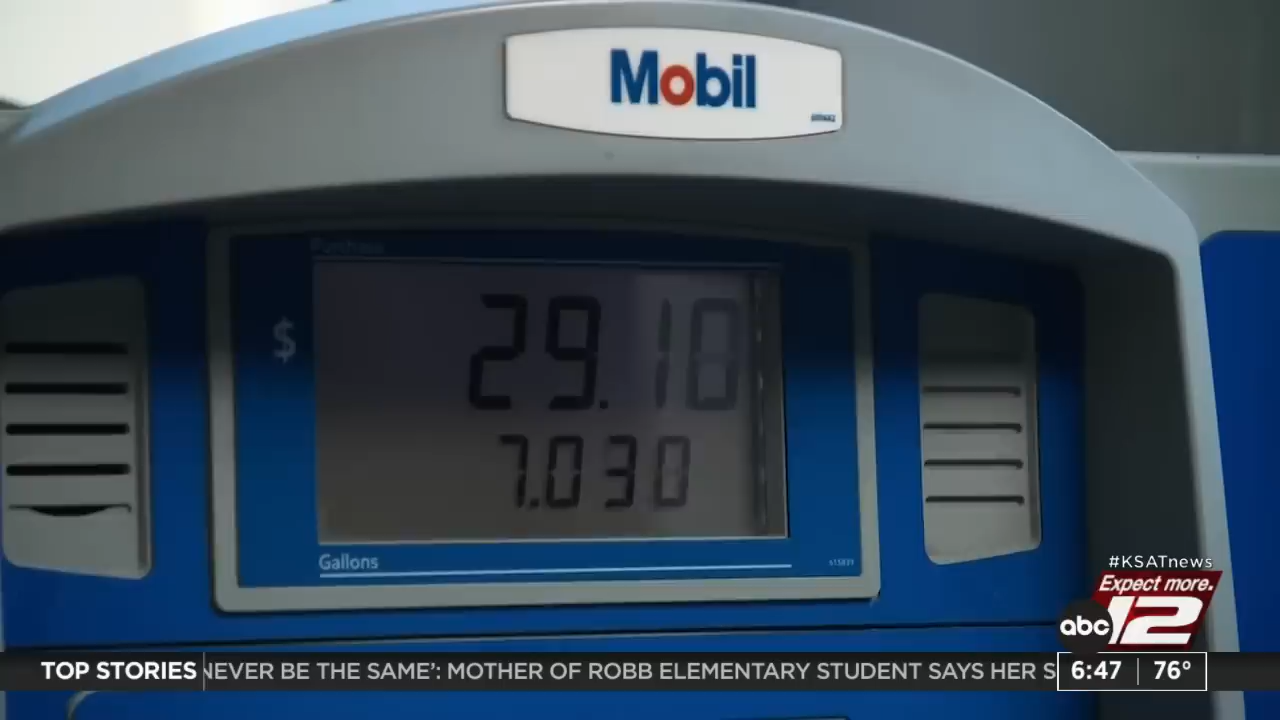 Mobil
Purchase
$
29.10
7.030
Gallons
#KSATnews
Expect more.
abc 12
TOP STORIES NEVER BE THE SAME’: MOTHER OF ROBB ELEMENTARY STUDENT SAYS HER S
6:47 76°